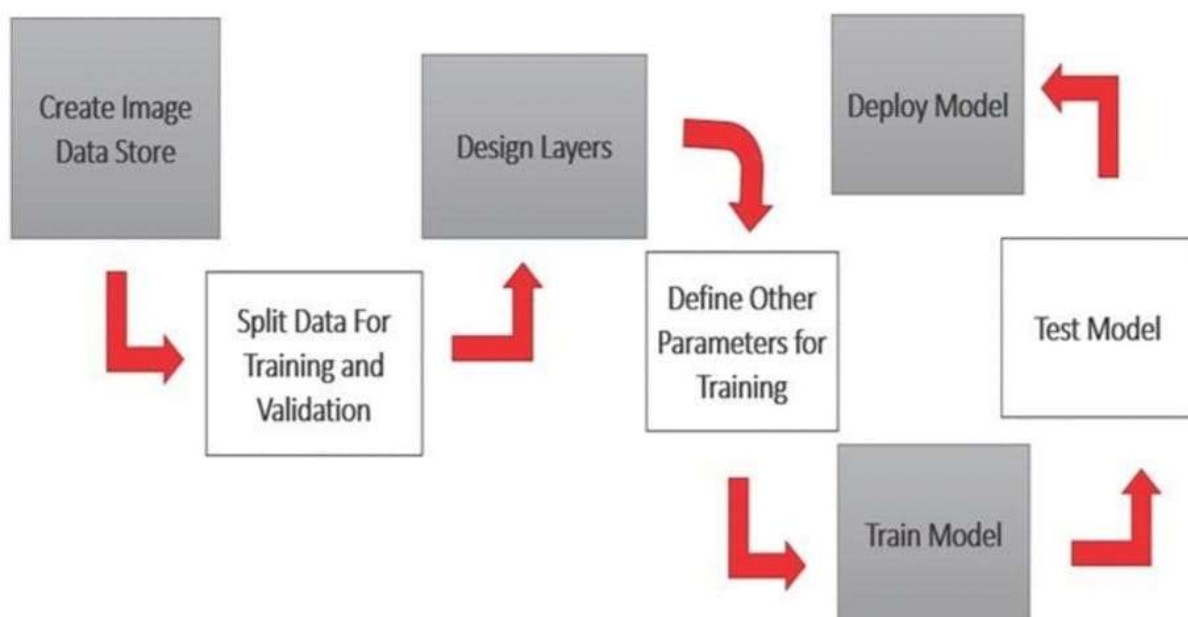 Create Image
Data Store
Split Data For
Training and
Validation
Design Layers
Define Other
Parameters for
Training
Train Model
Test Model
Deploy Model